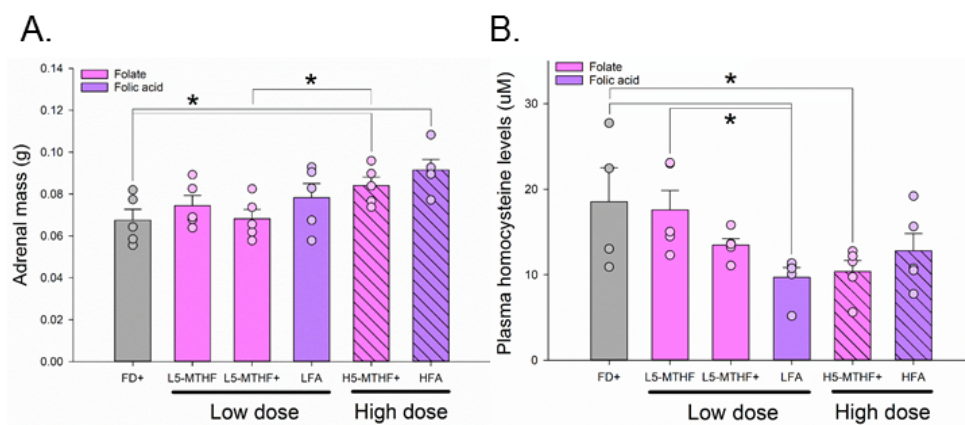 A.
Folate
Folic acid
*
*
Adrenal mass (g)
0.14
0.12
0.10
0.08
0.06
0.04
0.02
0.00
FD+ L5-MTHF L5-MTHF+ LFA H5-MTHF+ HFA
Low dose High dose
B.
Folate
Folic acid
*
*
Plasma homocysteine levels (uM)
30
20
10
0
FD+ L5-MTHF L5-MTHF+ LFA H5-MTHF+ HFA
Low dose High dose